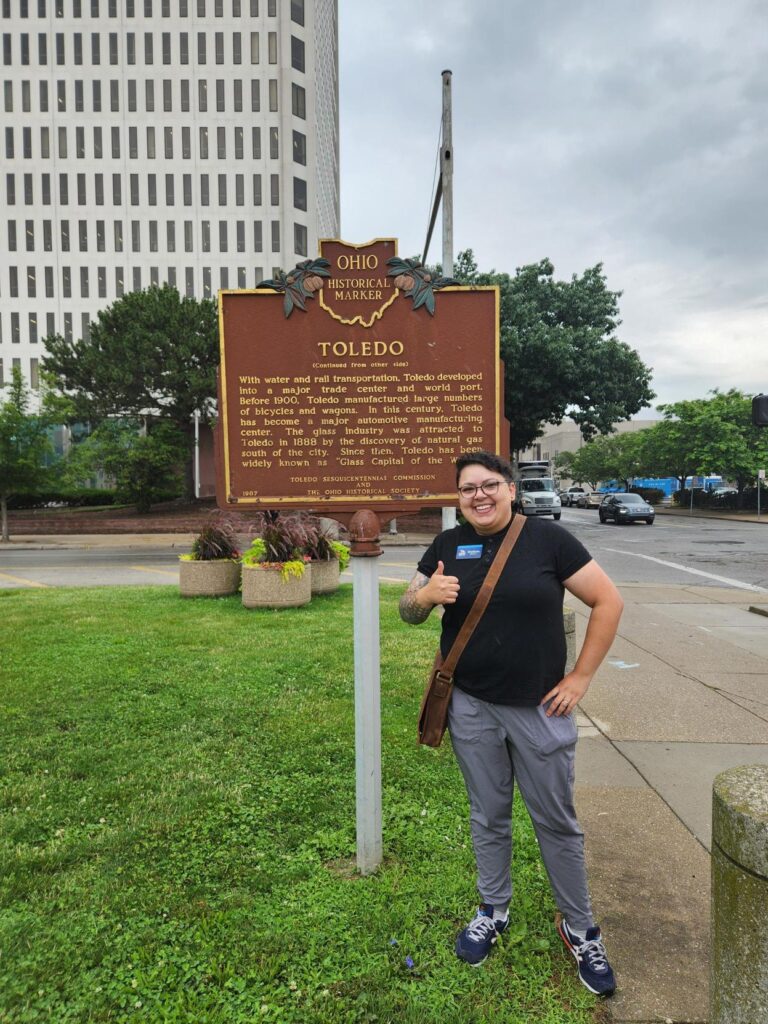 OHIO
HISTORICAL
MARKER
TOLEDO
(Continued from other side)
With water and rail transportation, Toledo developed
into a major trade center and world port.
Before 1900, Toledo manufactured large numbers
of bicycles and wagons. In this century, Toledo
has become a major automotive manufacturing
center. The glass industry was attracted to
Toledo in 1888 by the discovery of natural gas
south of the city. Since then, Toledo has been
widely known as "Glass Capital of the W
TOLEDO SESQUICENTENNIAL COMMISSION
AND
1987 THE OHIO HISTORICAL SOCIETY